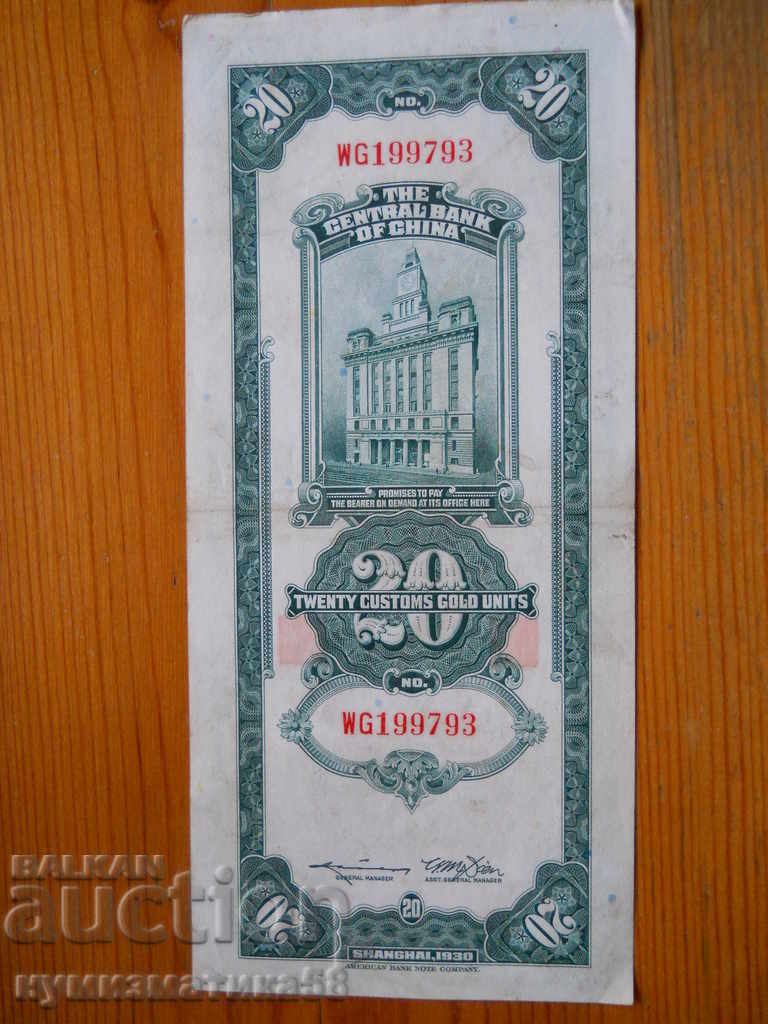 20 20
NO.
WG199793
THE
CENTRAL BANK
OF CHINA
PROMISES TO PAY
THE BEARER ON DEMAND AT ITS OFFICE HERE
20
TWENTY CUSTOMS GOLD UNITS
NO.
WG199793
GENERAL MANAGER
ASST. GENERAL MANAGER
20 20 20
SHANGHAI, 1930
AMERICAN BANK NOTE COMPANY.
BALKAN
auction
нумизматика58